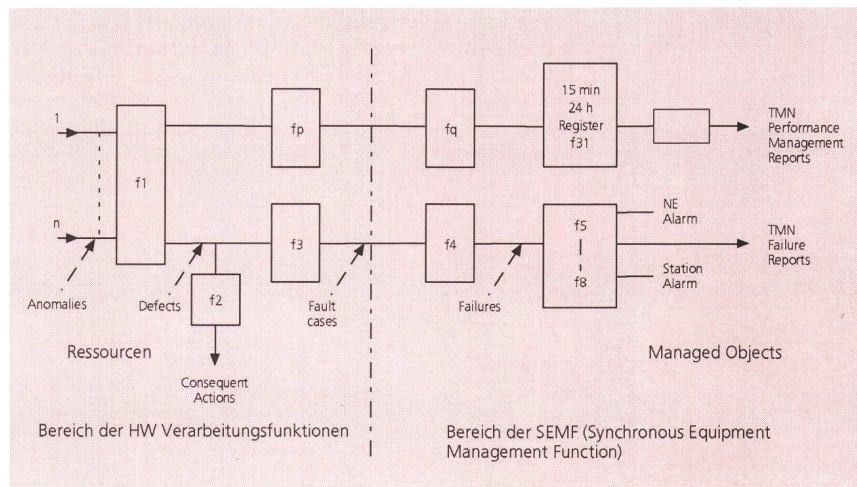 1
n
f1
fp
fq
15 min
24 h
Register
f31
TMN
Performance
Management
Reports
f3
f4
f5
f8
NE
Alarm
TMN
Failure
Reports
Station
Alarm
f2
Anomalies
Defects
Fault
cases
Failures
Ressourcen
Managed Objects
Consequent
Actions
Bereich der HW Verarbeitungsfunktionen
Bereich der SEMF (Synchronous Equipment
Management Function)